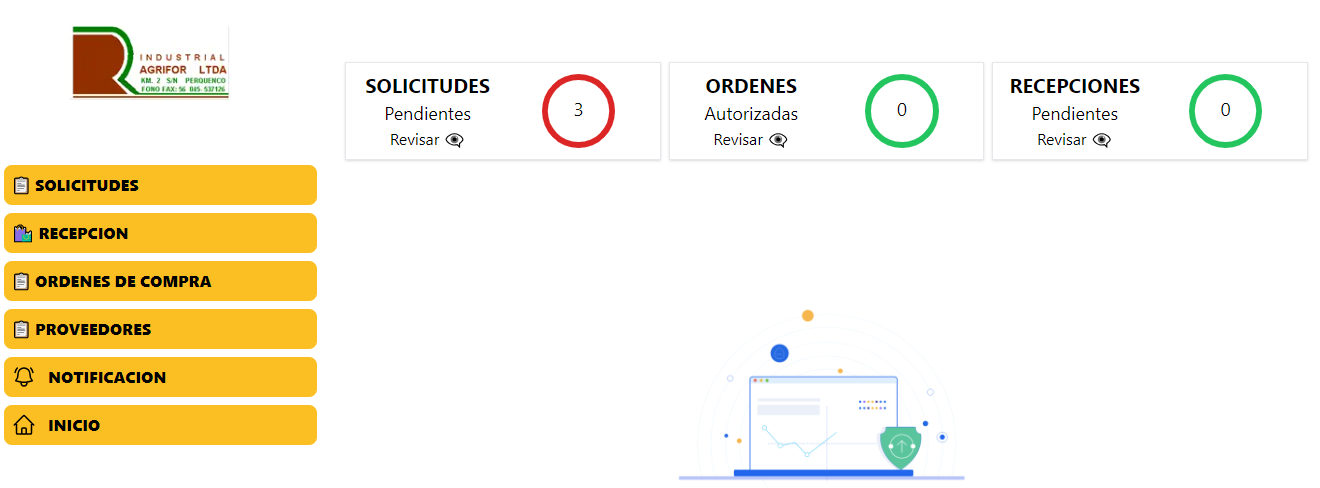 INDUSTRIAL
AGRIFOR LTDA
KM. 2 S/N PERQUENCO
FONO FAX: 56 045-537126
SOLICITUDES
Pendientes
Revisar
3
ORDENES
Autorizadas
Revisar
0
RECEPCIONES
Pendientes
Revisar
0
SOLICITUDES
RECEPCION
ORDENES DE COMPRA
PROVEEDORES
NOTIFICACION
INICIO